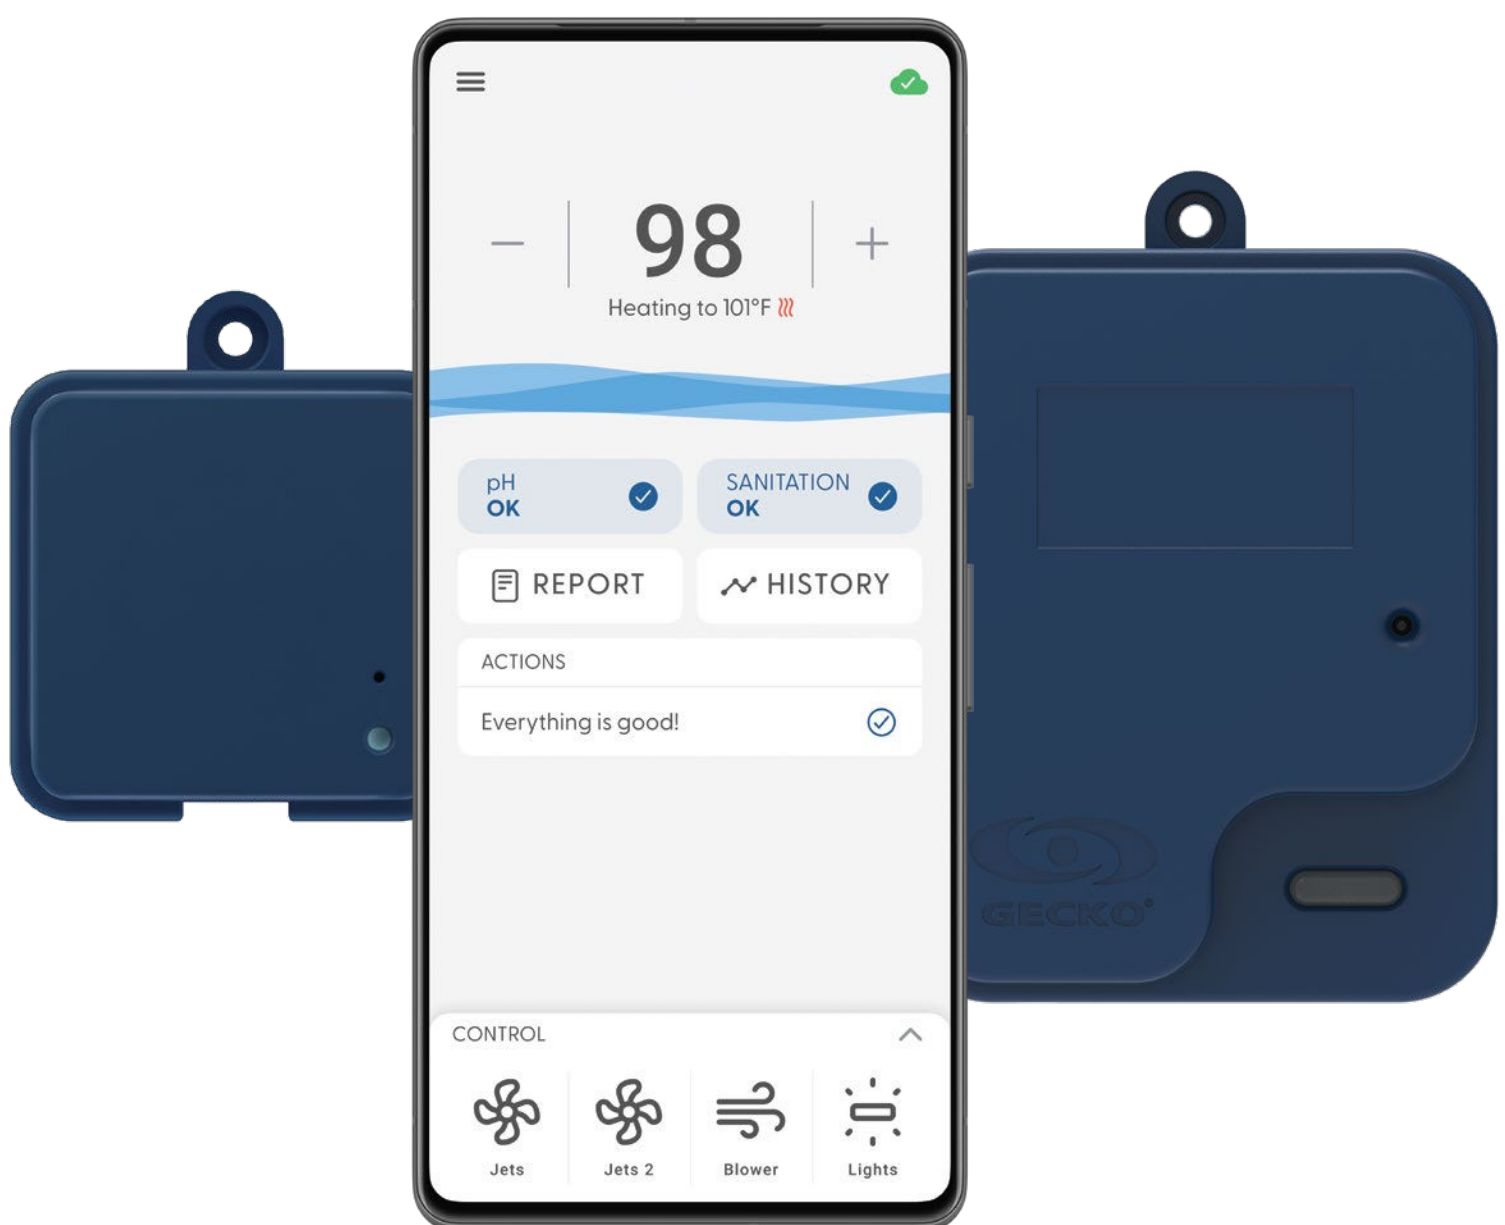 98
Heating to 101°F
pH
OK
SANITATION
OK
REPORT
HISTORY
ACTIONS
Everything is good!
CONTROL
Jets
Jets 2
Blower
Lights
GECKO®